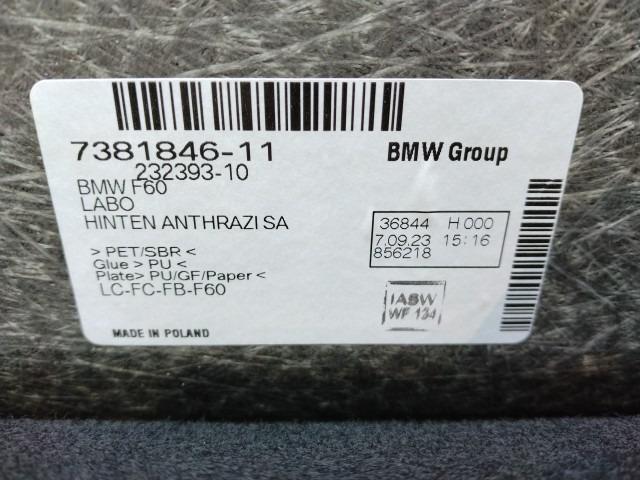 7381846-11
BMW Group
232393-10
BMW F60
LABO
HINTEN ANTHRAZI SA
36844 H 000
7.09.23 15:16
856218
> PET/SBR <
Glue > PU <
Plate> PU/GF/Paper <
LC-FC-FB-F60
IASW
WF 134
MADE IN POLAND